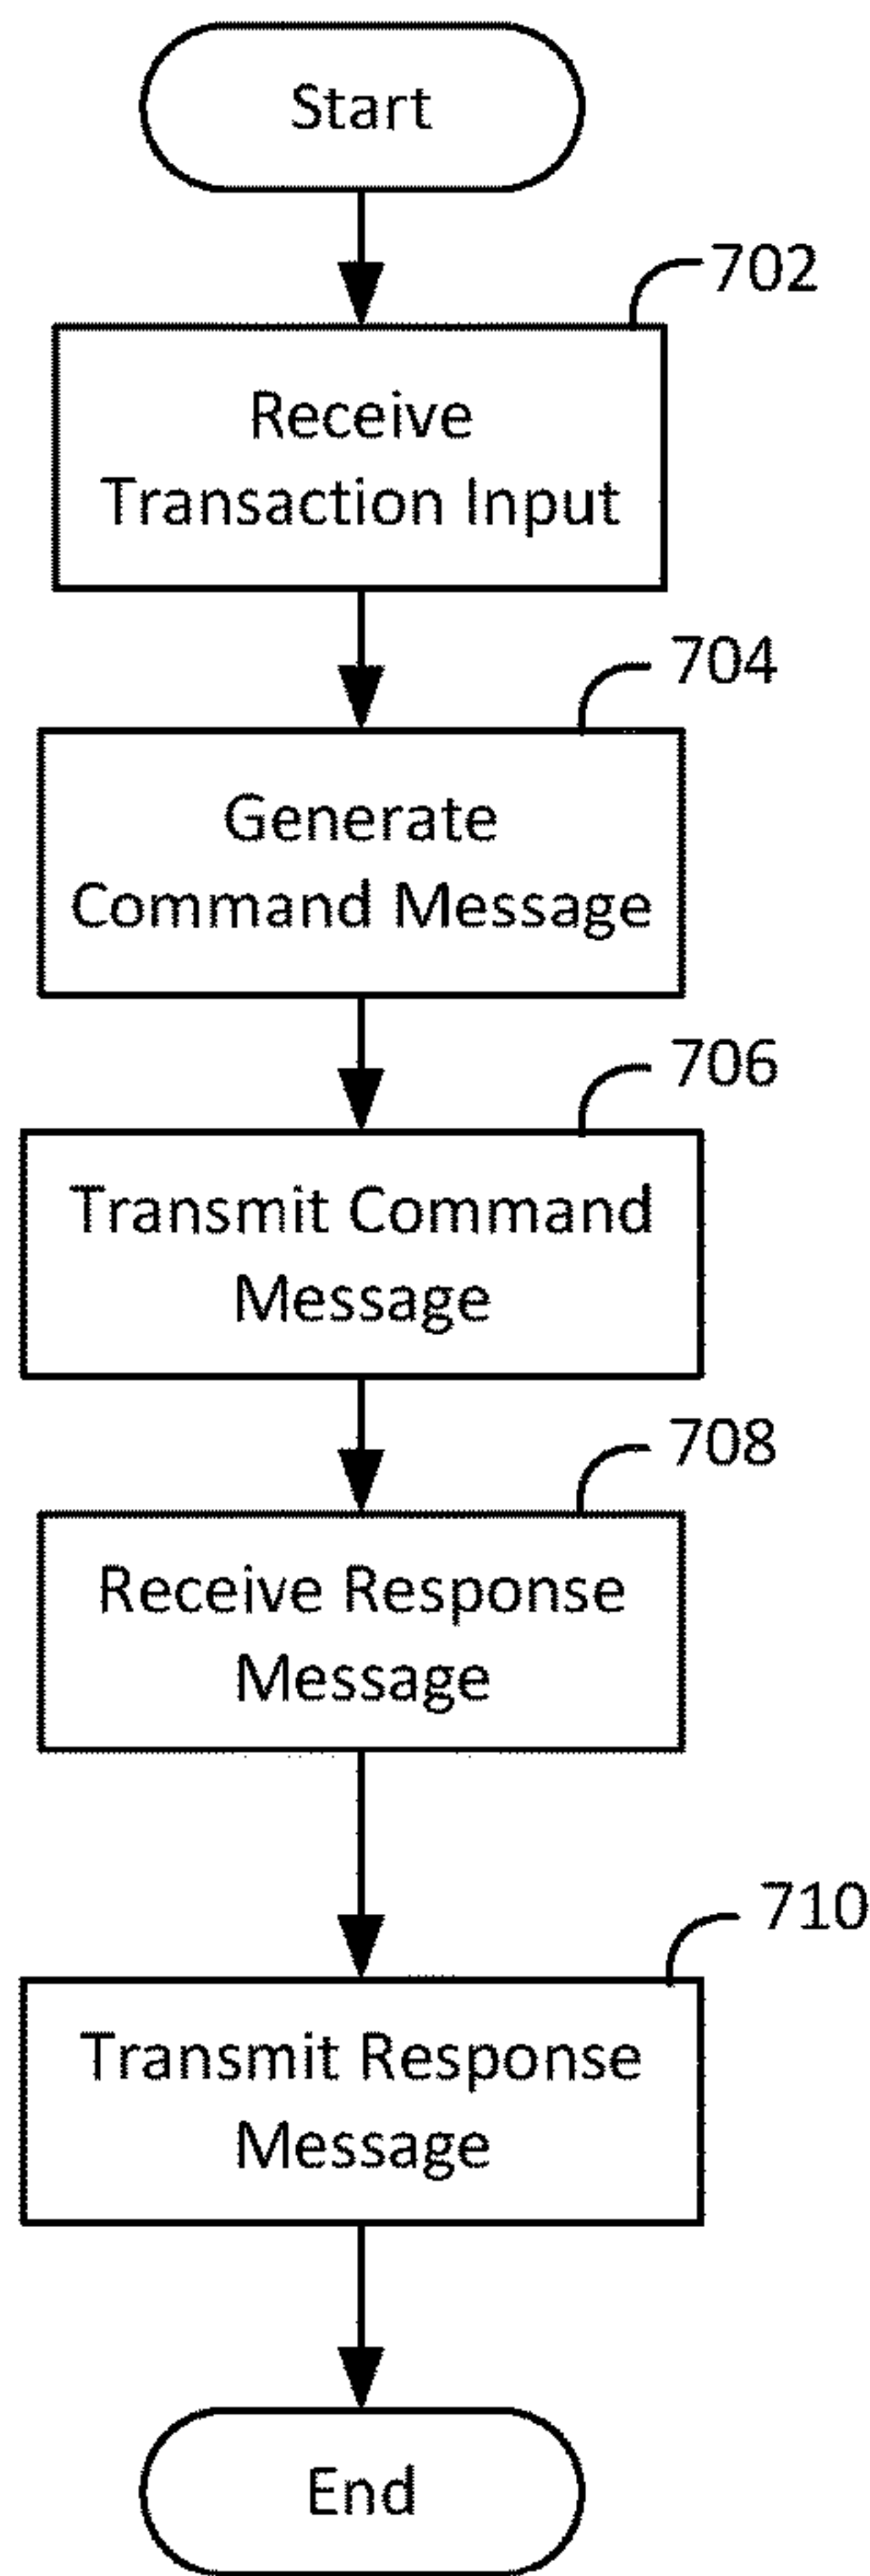 Start
702
Receive
Transaction Input
704
Generate
Command Message
706
Transmit Command
Message
708
Receive Response
Message
710
Transmit Response
Message
End